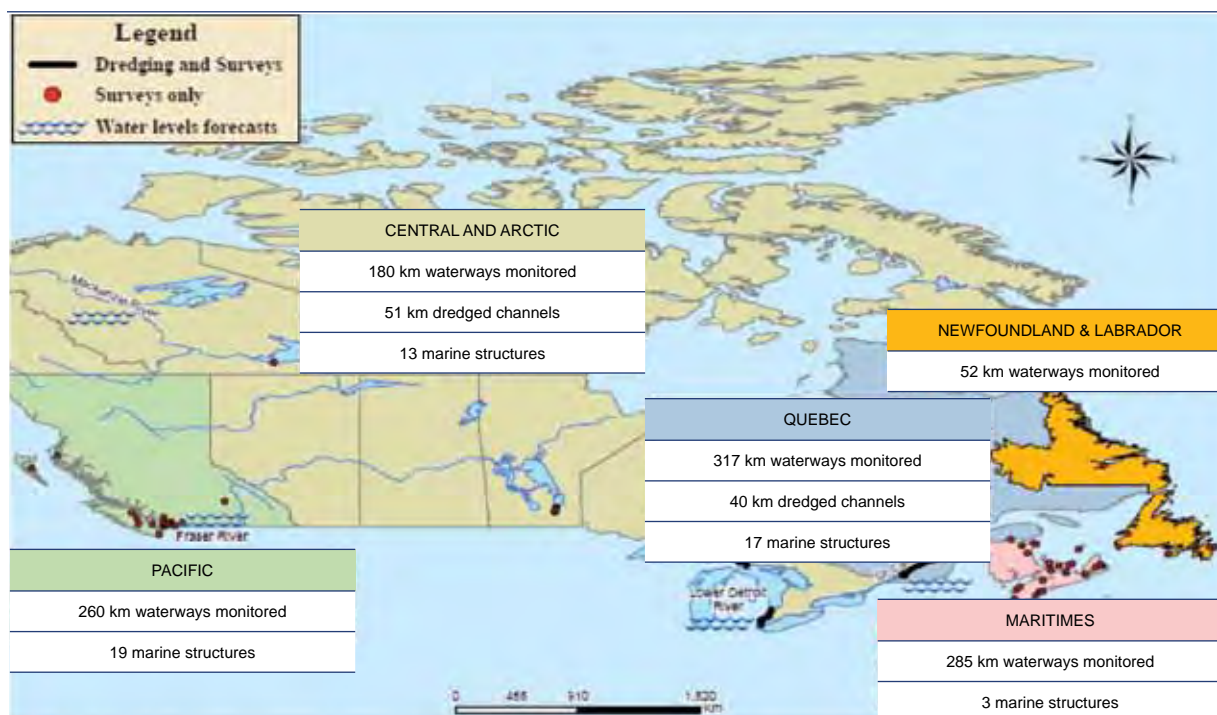 Legend
Dredging and Surveys
Surveys only
Water levels forecasts
CENTRAL AND ARCTIC
180 km waterways monitored
51 km dredged channels
13 marine structures
Mackenzie River
NEWFOUNDLAND & LABRADOR
52 km waterways monitored
QUEBEC
317 km waterways monitored
40 km dredged channels
17 marine structures
Fraser River
PACIFIC
260 km waterways monitored
19 marine structures
Lower Detroit
River
MARITIMES
285 km waterways monitored
3 marine structures
0 910
km